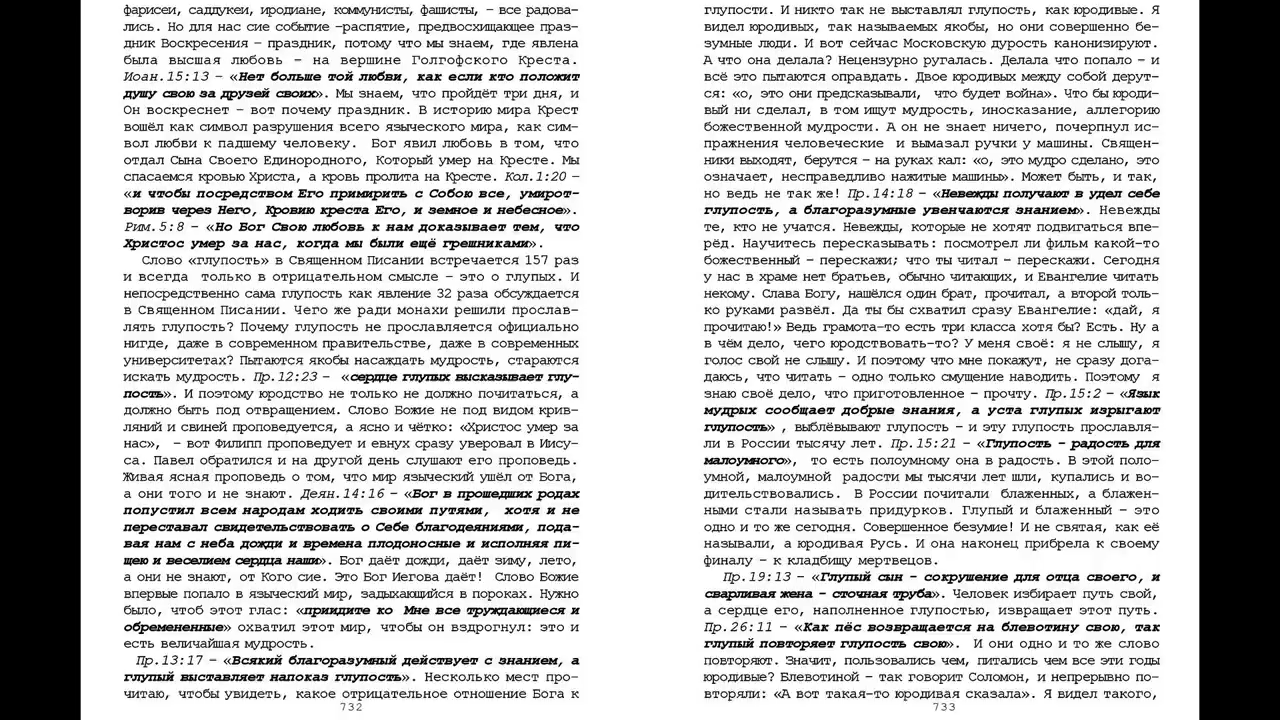 фарисеи, саддукеи, иродиане, коммунисты, фашисты, – все радова-
лись. Но для нас сие событие –распятие, предвосхищающее праз-
дник Воскресения – праздник, потому что мы знаем, где явлена
была высшая любовь – на вершине Голгофского Креста.
Иоан.15:13 – «Нет больше той любви, как если кто положит
душу свою за друзей своих». Мы знаем, что пройдёт три дня, и
Он воскреснет – вот почему праздник. В историю мира Крест
вошёл как символ разрушения всего языческого мира, как сим-
вол любви к падшему человеку. Бог явил любовь в том, что
отдал Сына Своего Единородного, Который умер на Кресте. Мы
спасаемся кровью Христа, а кровь пролита на Кресте. Кол.1:20 –
«и чтобы посредством Его примирить с Собою все, умирот-
ворив через Него, Кровию креста Его, и земное и небесное».
Рим.5:8 – «Но Бог Свою любовь к нам доказывает тем, что
Христос умер за нас, когда мы были ещё грешниками».
Слово «глупость» в Священном Писании встречается 157 раз
и всегда только в отрицательном смысле – это о глупых. И
непосредственно сама глупость как явление 32 раза обсуждается
в Священном Писании. Чего же ради монахи решили прослав-
лять глупость? Почему глупость не прославляется официально
нигде, даже в современном правительстве, даже в современных
университетах? Пытаются якобы насаждать мудрость, стараются
искать мудрость. Пр.12:23 – «сердце глупых высказывает глу-
пость». И поэтому юродство не только не должно почитаться, а
должно быть под отвращением. Слово Божие не под видом крив-
ляний и свиней проповедуется, а ясно и чётко: «Христос умер за
нас», – вот Филипп проповедует и евнух сразу уверовал в Иису-
са. Павел обратился и на другой день слушают его проповедь.
Живая ясная проповедь о том, что мир языческий ушёл от Бога,
а они того и не знают. Деян.14:16 – «Бог в прошедших родах
попустил всем народам ходить своими путями, хотя и не
переставал свидетельствовать о Себе благодеяниями, пода-
вая нам с неба дожди и времена плодоносные и исполняя пи-
щею и веселием сердца наши». Бог даёт дожди, даёт зиму, лето,
а они не знают, от Кого сие. Это Бог Иегова даёт! Слово Божие
впервые попало в языческий мир, задыхающийся в пороках. Нужно
было, чтоб этот глас: «приидите ко Мне все труждающиеся и
обремененные» охватил этот мир, чтобы он вздрогнул: это и
есть величайшая мудрость.
Пр.13:17 – «Всякий благоразумный действует с знанием, а
глупый выставляет напоказ глупость». Несколько мест про-
читаю, чтобы увидеть, какое отрицательное отношение Бога к
732
глупости. И никто так не выставлял глупость, как юродивые. Я
видел юродивых, так называемых якобы, но они совершенно бе-
зумные люди. И вот сейчас Московскую дурость канонизируют.
А что она делала? Нецензурно ругалась. Делала что попало – и
всё это пытаются оправдать. Двое юродивых между собой дерут-
ся: «о, это они предсказывали, что будет война». Что бы юроди-
вый ни сделал, в том ищут мудрость, иносказание, аллегорию
божественной мудрости. А он не знает ничего, почерпнул ис-
пражнения человеческие и вымазал ручки у машины. Священ-
ники выходят, берутся – на руках кал: «о, это мудро сделано, это
означает, несправедливо нажитые машины». Может быть, и так,
но ведь не так же! Пр.14:18 – «Невежды получают в удел себе
глупость, а благоразумные увенчаются знанием». Невежды
те, кто не учатся. Невежды, которые не хотят подвигаться впе-
рёд. Научитесь пересказывать: посмотрел ли фильм какой–то
божественный – перескажи; что ты читал – перескажи. Сегодня
у нас в храме нет братьев, обычно читающих, и Евангелие читать
некому. Слава Богу, нашёлся один брат, прочитал, а второй толь-
ко руками развёл. Да ты бы схватил сразу Евангелие: «дай, я
прочитаю!» Ведь грамота–то есть три класса хотя бы? Есть. Ну а
в чём дело, чего юродствовать–то? У меня своё: я не слышу, я
голос свой не слышу. И поэтому что мне покажут, не сразу дога-
даюсь, что читать – одно только смущение наводить. Поэтому я
знаю своё дело, что приготовленное – прочту. Пр.15:2 – «Язык
мудрых сообщает добрые знания, а уста глупых изрыгают
глупость» , выблёвывают глупость – и эту глупость прославля-
ли в России тысячу лет. Пр.15:21 – «Глупость – радость для
малоумного», то есть полоумному она в радость. В этой поло-
умной, малоумной радости мы тысячи лет шли, купались и во-
дительствовались. В России почитали блаженных, а блажен-
ными стали называть придурков. Глупый и блаженный – это
одно и то же сегодня. Совершенное безумие! И не святая, как её
называли, а юродивая Русь. И она наконец прибрела к своему
финалу – к кладбищу мертвецов.
Пр.19:13 – «Глупый сын – сокрушение для отца своего, и
сварливая жена – сточная труба». Человек избирает путь свой,
а сердце его, наполненное глупостью, извращает этот путь.
Пр.26:11 – «Как пёс возвращается на блевотину свою, так
глупый повторяет глупость свою». И они одно и то же слово
повторяют. Значит, пользовались чем, питались чем все эти годы
юродивые? Блевотиной – так говорит Соломон, и непрерывно по-
вторяли: «А вот такая–то юродивая сказала». Я видел такого,
733